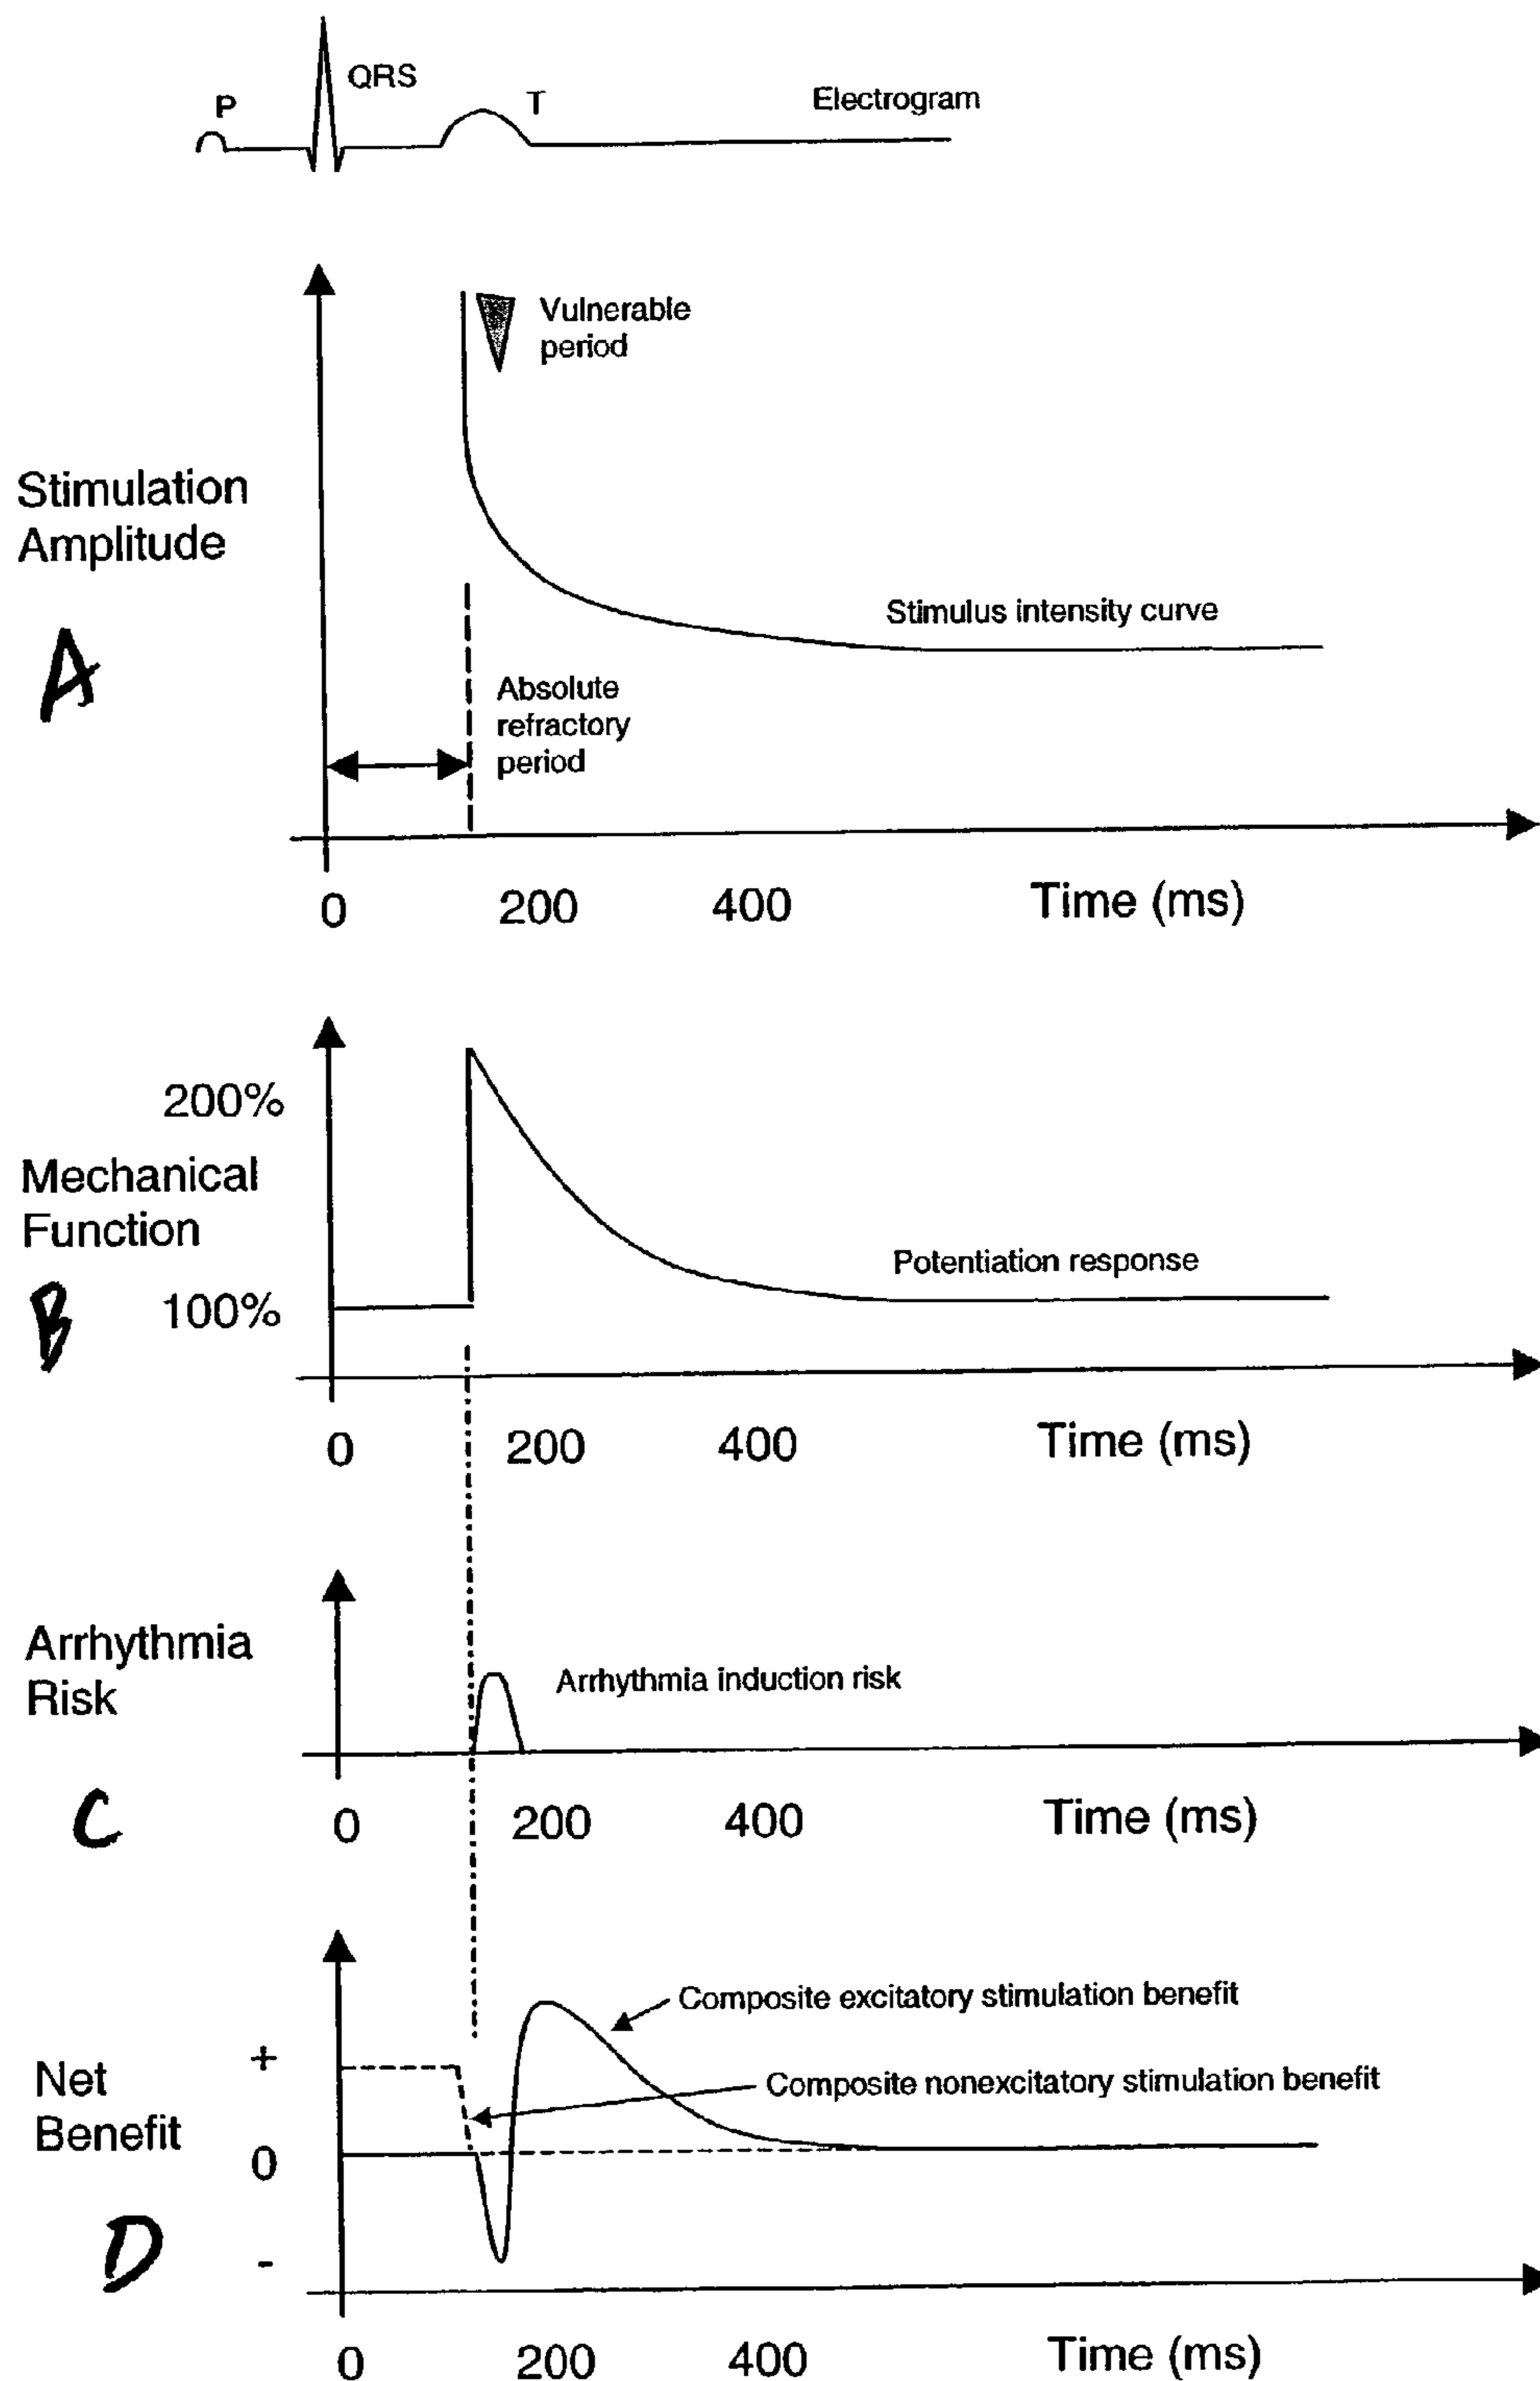 P
QRS
T
Electrogram
Vulnerable
period
Stimulation
Amplitude
A
Stimulus intensity curve
Absolute
refractory
period
0 200 400 Time (ms)
200%
Mechanical
Function
B
100%
Potentiation response
0 200 400 Time (ms)
Arrhythmia
Risk
Arrhythmia induction risk
C
0 200 400 Time (ms)
Composite excitatory stimulation benefit
+
Net
Benefit
Composite nonexcitatory stimulation benefit
0
D
-
0 200 400 Time (ms)